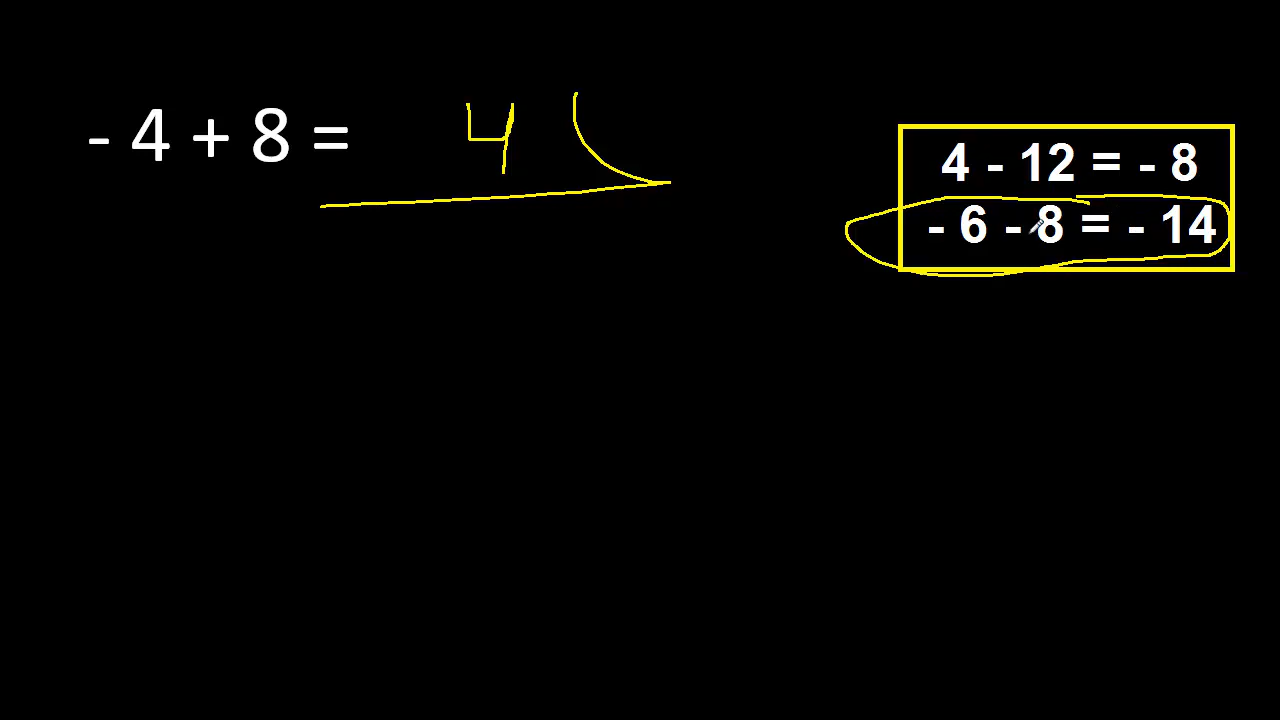 - 4 + 8 = 4
4 - 12 = - 8
- 6 - 8 = - 14